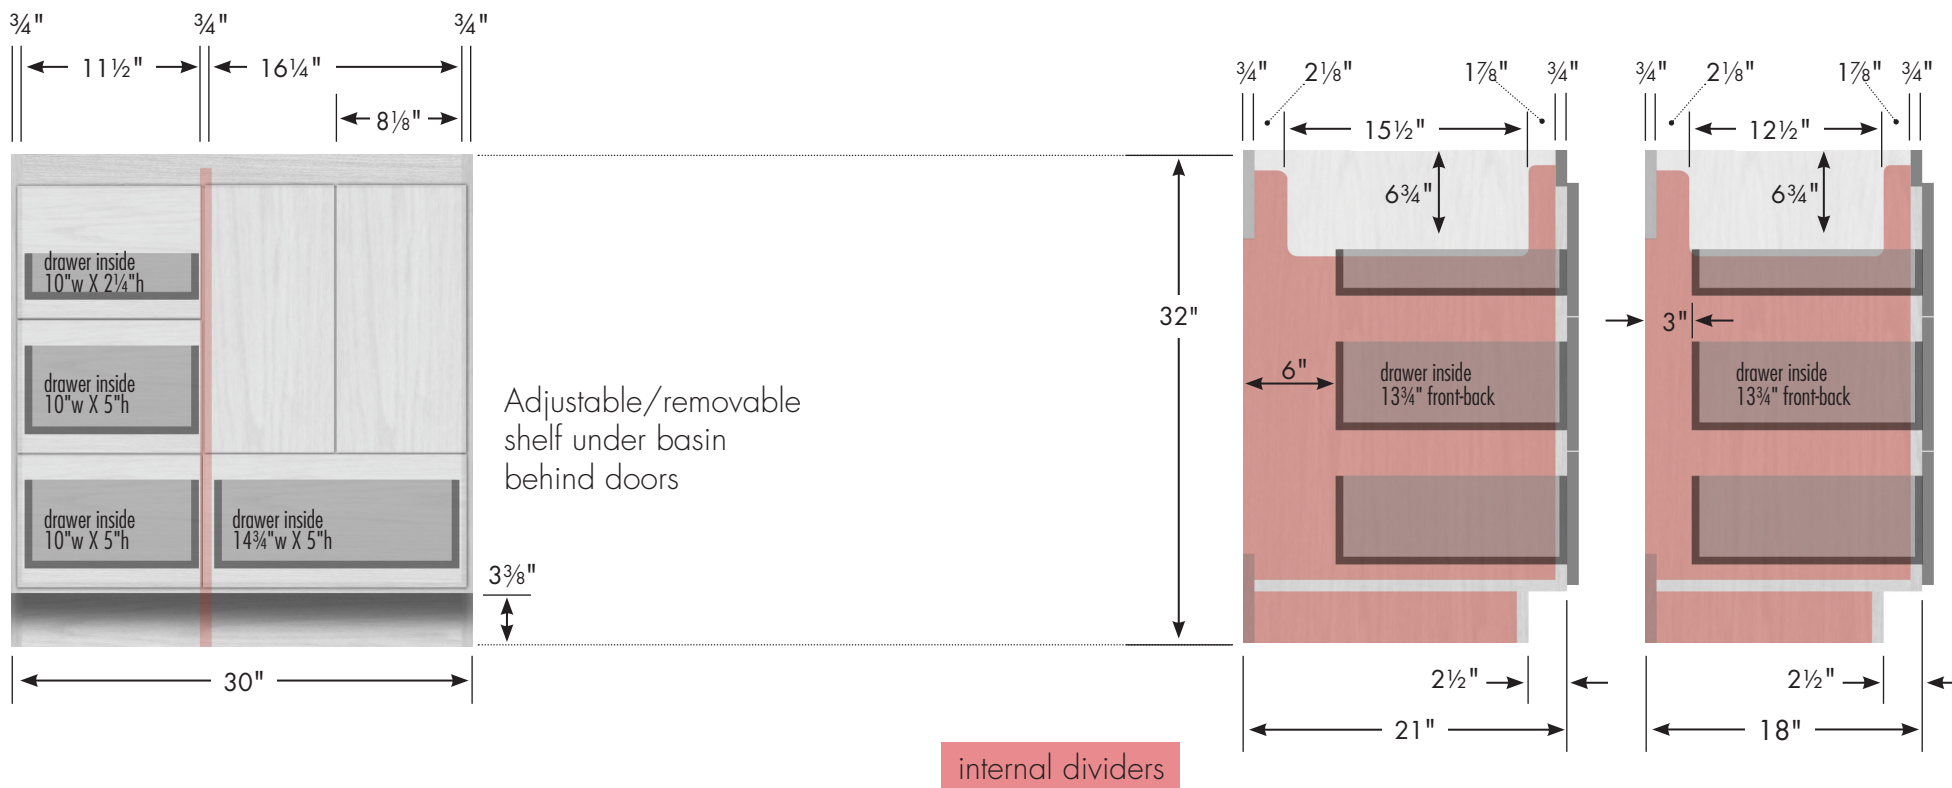 ¾" ¾" ¾"
11½" 16¼"
8⅛"
¾" 2⅛" 1⅞" ¾"
15½"
6¾"
¾" 2⅛" 1⅞" ¾"
12½"
6¾"
drawer inside
10"w X 2¼"h
drawer inside
10"w X 5"h
drawer inside
10"w X 5"h
drawer inside
14¾"w X 5"h
Adjustable/removable
shelf under basin
behind doors
3⅜"
30"
32"
6"
drawer inside
13¾" front-back
3"
drawer inside
13¾" front-back
2½"
21"
2½"
18"
internal dividers